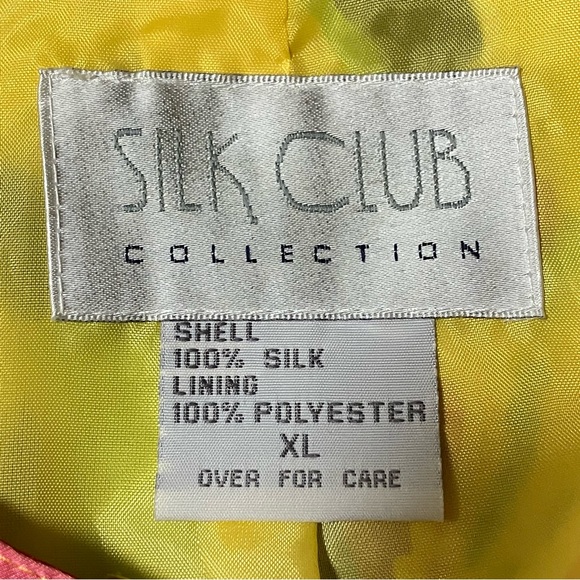 SILK CLUB
COLLECTION
SHELL
100% SILK
LINING
100% POLYESTER
XL
OVER FOR CARE